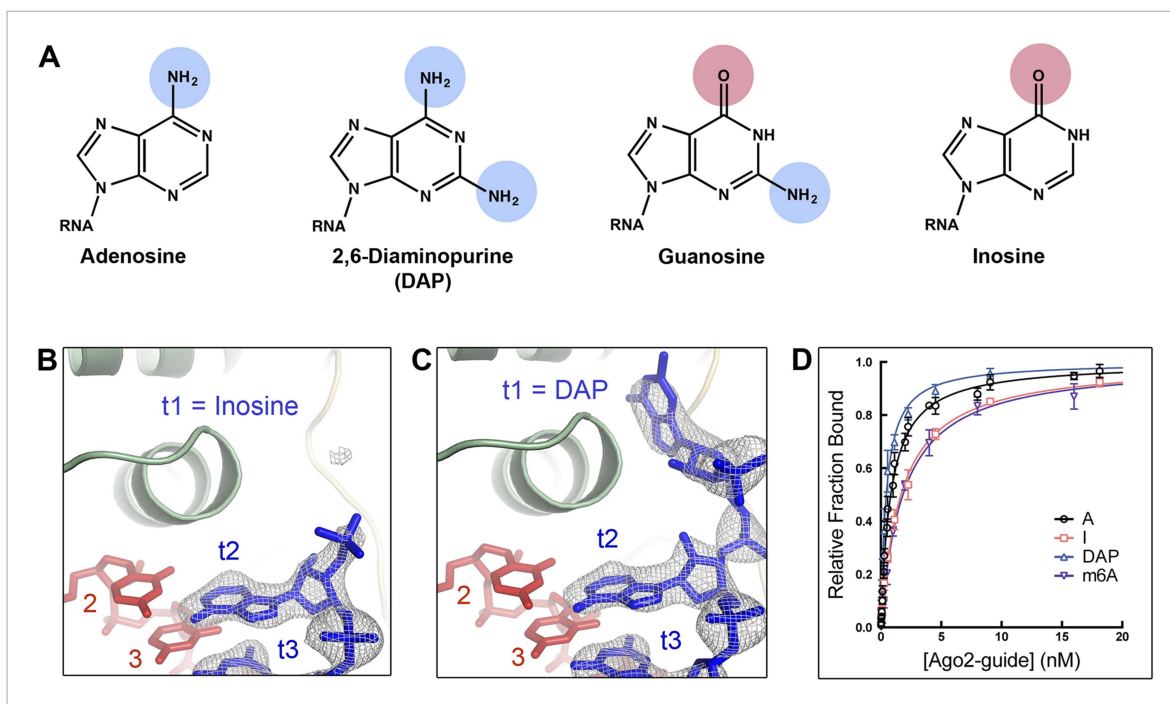 A
NH2
N
N
N
N
RNA
Adenosine
NH2
N
N
N
N
NH2
RNA
2,6-Diaminopurine
(DAP)
O
N
NH
N
N
NH2
RNA
Guanosine
O
N
NH
N
N
RNA
Inosine
B
t1 = Inosine
t2
2
3
t3
C
t1 = DAP
t2
2
3
t3
D
Relative Fraction Bound
1.0
0.8
0.6
0.4
0.2
0.0
0
5
10
15
20
[Ago2-guide] (nM)
A
I
DAP
m6A